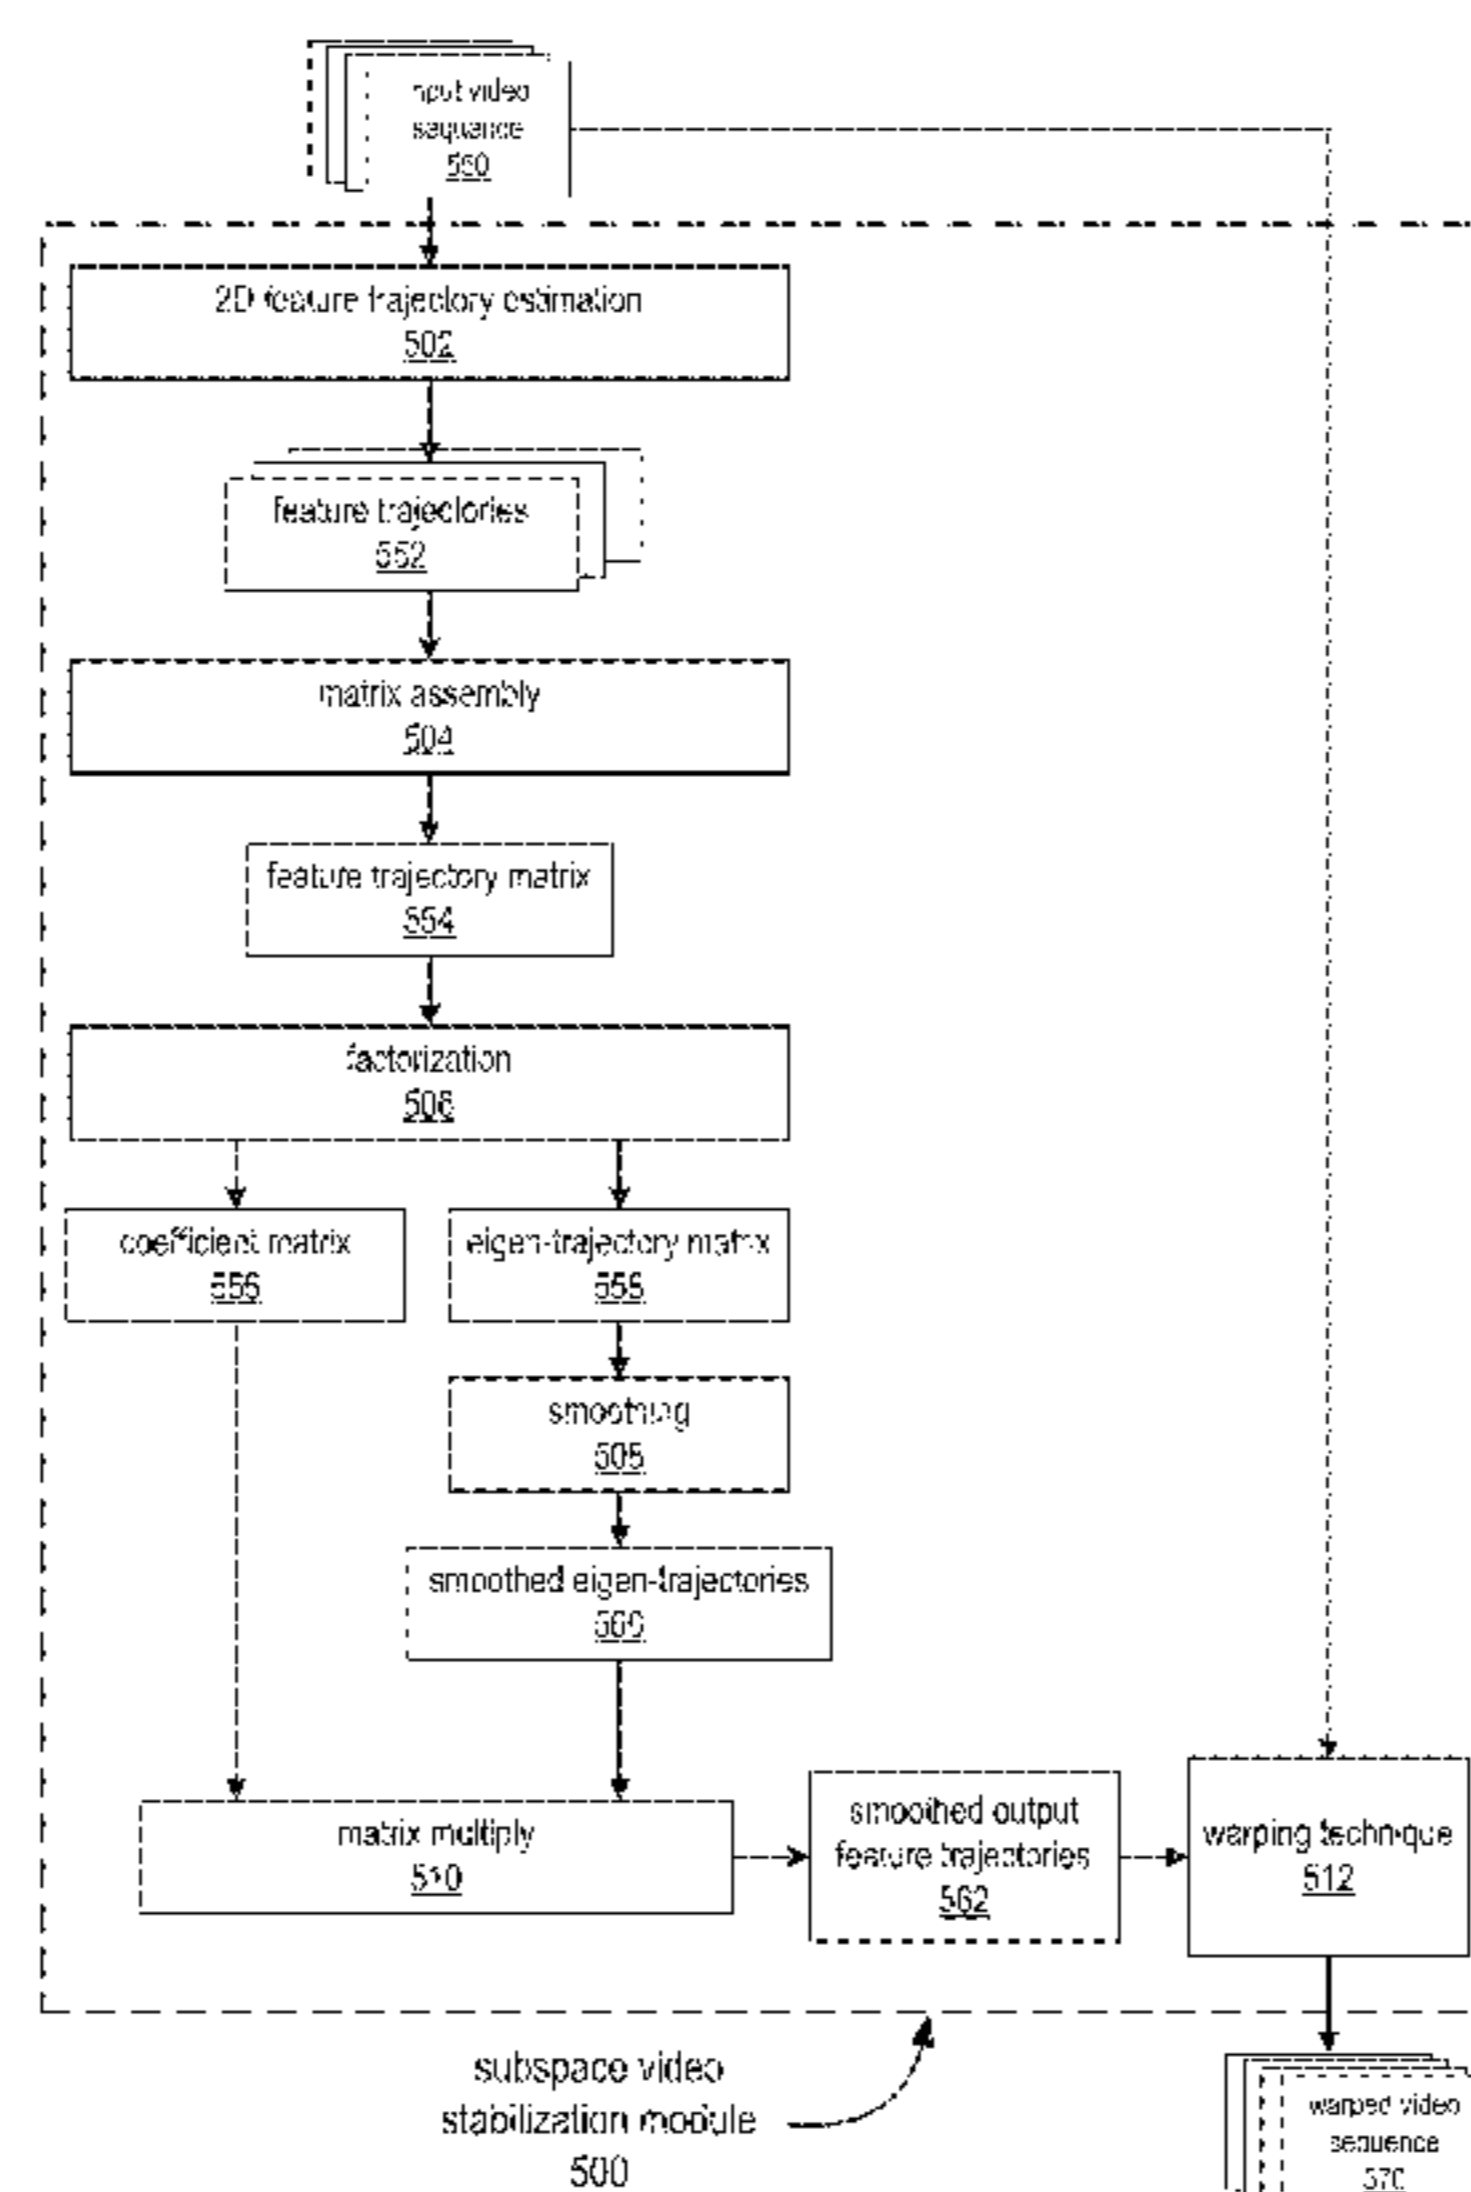 input video
sequence
550
2D feature trajectory estimation
502
feature trajectories
552
matrix assembly
504
feature trajectory matrix
554
factorization
506
coefficient matrix
556
eigen-trajectory matrix
558
smoothing
508
smoothed eigen-trajectories
560
matrix multiply
510
smoothed output
feature trajectories
562
warping technique
512
subspace video
stabilization module
500
warped video
sequence
570